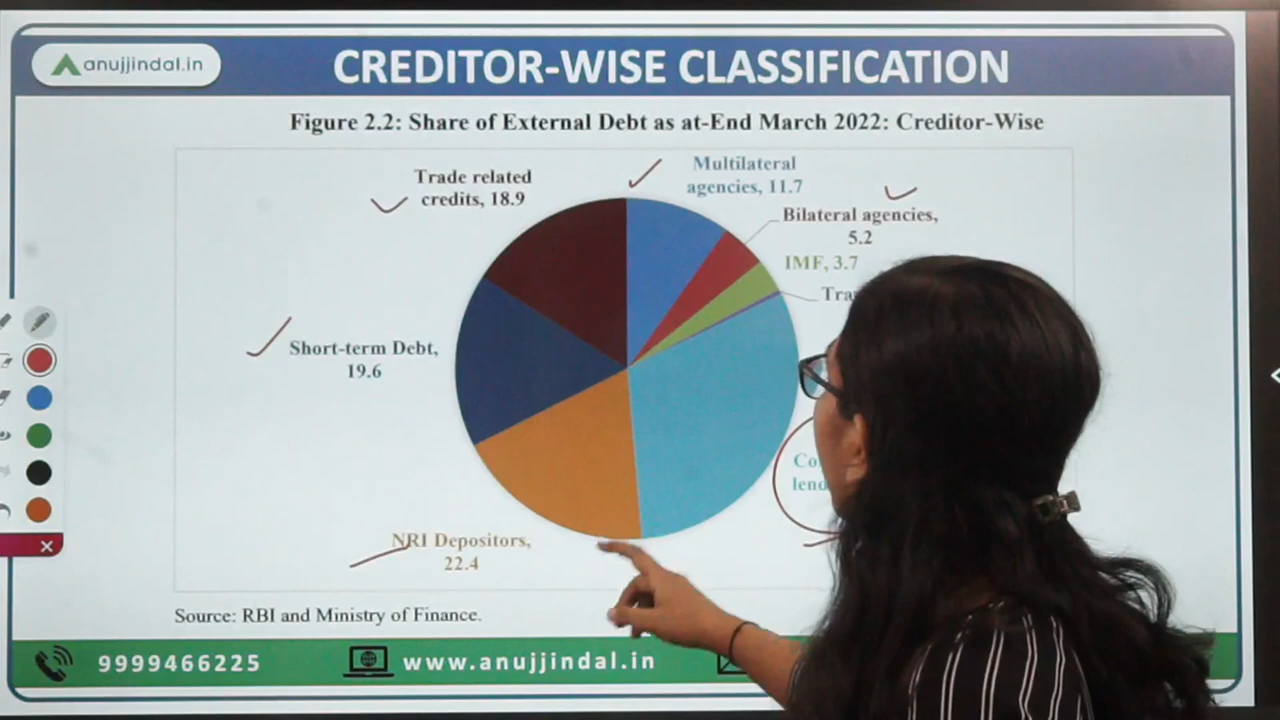 anujjindal.in
CREDITOR-WISE CLASSIFICATION
Figure 2.2: Share of External Debt as at-End March 2022: Creditor-Wise
Trade related
credits, 18.9
Multilateral
agencies, 11.7
Bilateral agencies,
5.2
IMF, 3.7
Short-term Debt,
19.6
NRI Depositors,
22.4
Source: RBI and Ministry of Finance.
9999466225
www.anujjindal.in